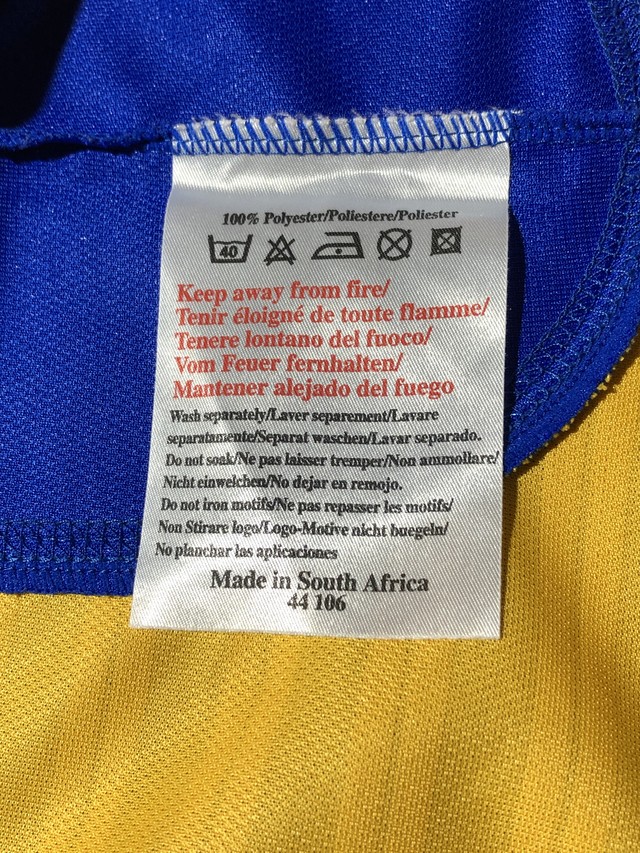 100% Polyester/Poliestere/Poliester
40
Keep away from fire/
Tenir éloigné de toute flamme/
Tenere lontano del fuoco/
Vom Feuer fernhalten/
Mantener alejado del fuego
Wash separately/Laver separement/Lavare
separatamente/Separat waschen/Lavar separado.
Do not soak/Ne pas laisser tremper/Non ammollare/
Nicht einwelchen/No dejar en remojo.
Do not iron motifs/Ne pas repasser les motifs/
Non Stirare logo/Logo-Motive nicht buegeln/
No planchar las aplicaciones
Made in South Africa
44 106